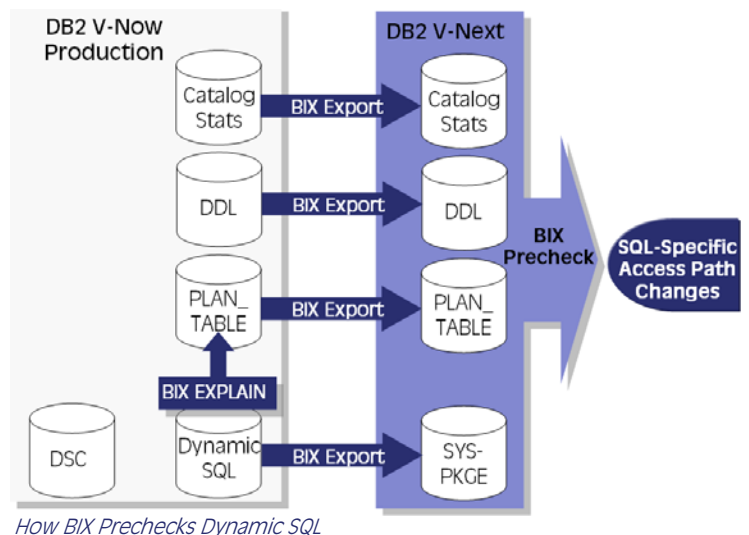 DB2 V-Now
Production
DB2 V-Next
Catalog
Stats
BIX Export
Catalog
Stats
DDL
BIX Export
DDL
PLAN_
TABLE
BIX Export
PLAN_
TABLE
BIX
Precheck
SQL-Specific
Access Path
Changes
BIX EXPLAIN
DSC
Dynamic
SQL
BIX Export
SYS-
PKGE
How BIX Prechecks Dynamic SQL